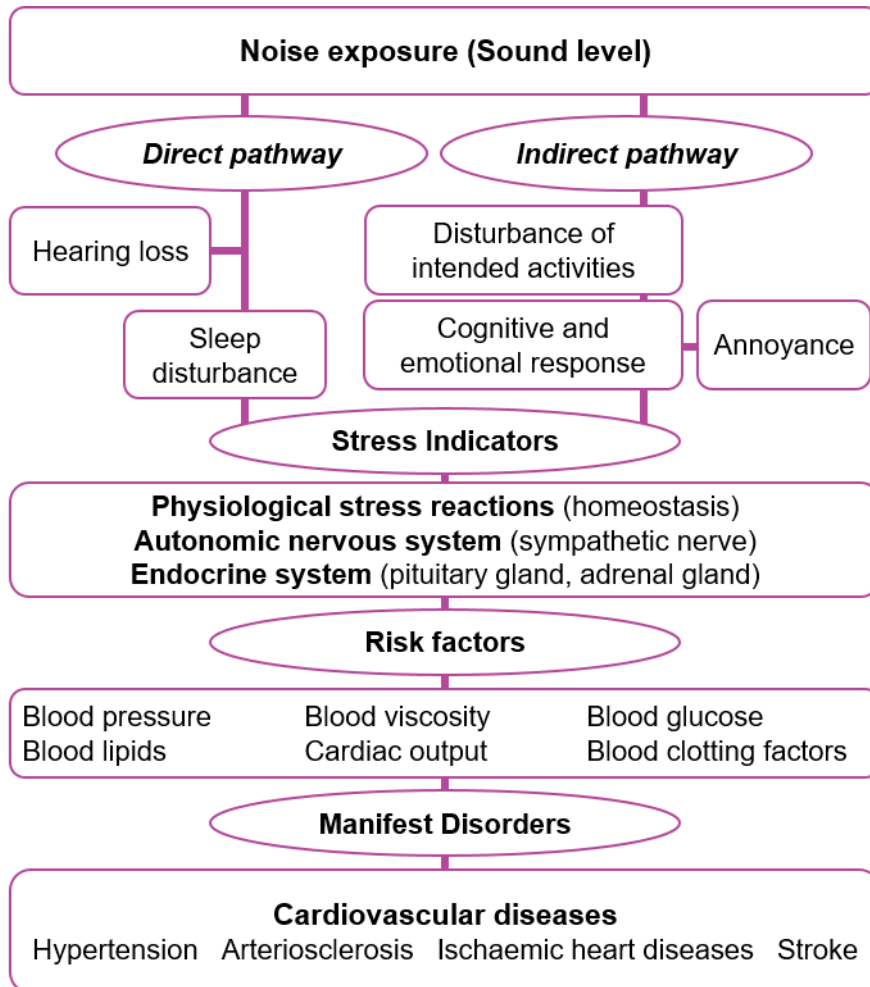 Noise exposure (Sound level)
Direct pathway
Indirect pathway
Hearing loss
Disturbance of
intended activities
Sleep
disturbance
Cognitive and
emotional response
Annoyance
Stress Indicators
Physiological stress reactions (homeostasis)
Autonomic nervous system (sympathetic nerve)
Endocrine system (pituitary gland, adrenal gland)
Risk factors
Blood pressure Blood viscosity Blood glucose
Blood lipids Cardiac output Blood clotting factors
Manifest Disorders
Cardiovascular diseases
Hypertension Arteriosclerosis Ischaemic heart diseases Stroke